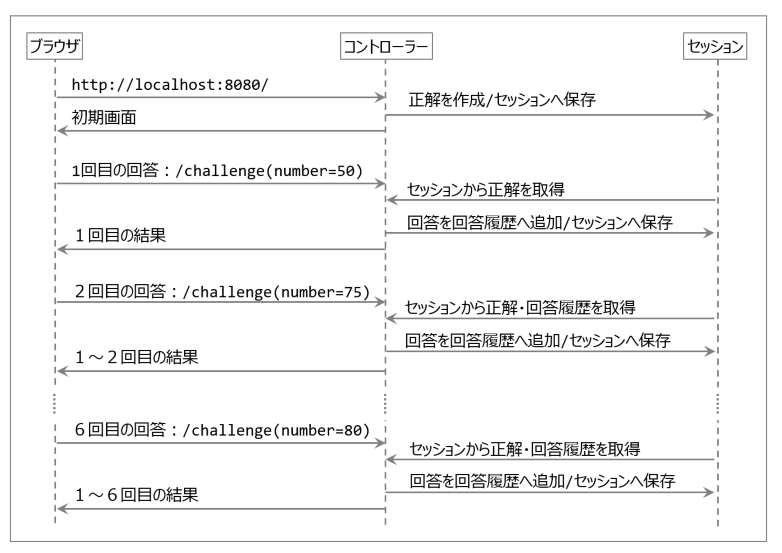 ブラウザ
コントローラー
セッション
http://localhost:8080/
正解を作成/セッションへ保存
初期画面
1回目の回答：/challenge(number=50)
セッションから正解を取得
回答を回答履歴へ追加/セッションへ保存
１回目の結果
２回目の回答：/challenge(number=75)
セッションから正解・回答履歴を取得
回答を回答履歴へ追加/セッションへ保存
１～２回目の結果
６回目の回答：/challenge(number=80)
セッションから正解・回答履歴を取得
回答を回答履歴へ追加/セッションへ保存
１～６回目の結果